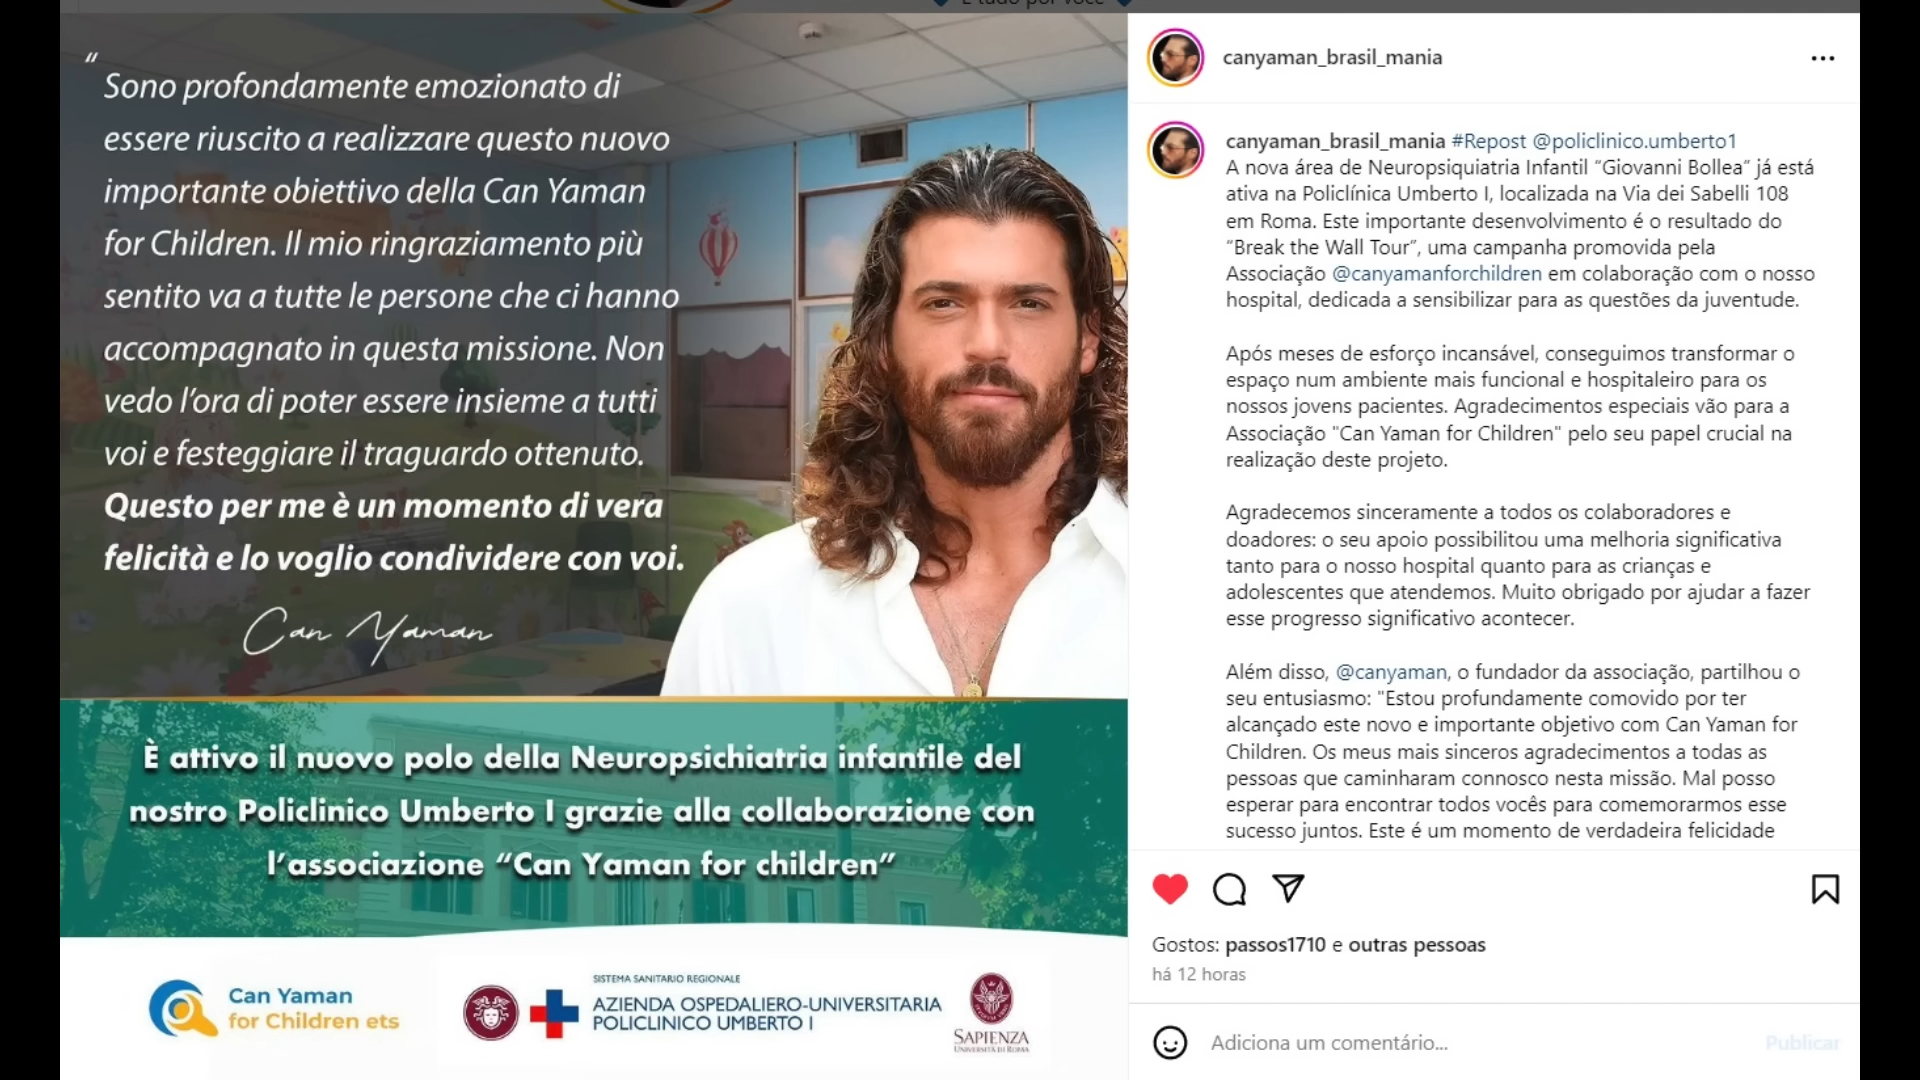 É tudo por você
“
Sono profondamente emozionato di
essere riuscito a realizzare questo nuovo
importante obiettivo della Can Yaman
for Children. Il mio ringraziamento più
sentito va a tutte le persone che ci hanno
accompagnato in questa missione. Non
vedo l’ora di poter essere insieme a tutti
voi e festeggiare il traguardo ottenuto.
Questo per me è un momento di vera
felicità e lo voglio condividere con voi.
Can Yaman
È attivo il nuovo polo della Neuropsichiatria infantile del
nostro Policlinico Umberto I grazie alla collaborazione con
l’associazione “Can Yaman for children”
Can Yaman
for Children ets
SISTEMA SANITARIO REGIONALE
AZIENDA OSPEDALIERO-UNIVERSITARIA
POLICLINICO UMBERTO I
SAPIENZA
UNIVERSITÀ DI ROMA
canyaman_brasil_mania
canyaman_brasil_mania #Repost @policlinico.umberto1
A nova área de Neuropsiquiatria Infantil “Giovanni Bollea” já está
ativa na Policlínica Umberto I, localizada na Via dei Sabelli 108
em Roma. Este importante desenvolvimento é o resultado do
“Break the Wall Tour”, uma campanha promovida pela
Associação @canyamanforchildren em colaboração com o nosso
hospital, dedicada a sensibilizar para as questões da juventude.
Após meses de esforço incansável, conseguimos transformar o
espaço num ambiente mais funcional e hospitaleiro para os
nossos jovens pacientes. Agradecimentos especiais vão para a
Associação "Can Yaman for Children" pelo seu papel crucial na
realização deste projeto.
Agradecemos sinceramente a todos os colaboradores e
doadores: o seu apoio possibilitou uma melhoria significativa
tanto para o nosso hospital quanto para as crianças e
adolescentes que atendemos. Muito obrigado por ajudar a fazer
esse progresso significativo acontecer.
Além disso, @canyaman, o fundador da associação, partilhou o
seu entusiasmo: "Estou profundamente comovido por ter
alcançado este novo e importante objetivo com Can Yaman for
Children. Os meus mais sinceros agradecimentos a todas as
pessoas que caminharam connosco nesta missão. Mal posso
esperar para encontrar todos vocês para comemorarmos esse
sucesso juntos. Este é um momento de verdadeira felicidade
Gostos: passos1710 e outras pessoas
há 12 horas
Adiciona um comentário...
Publicar